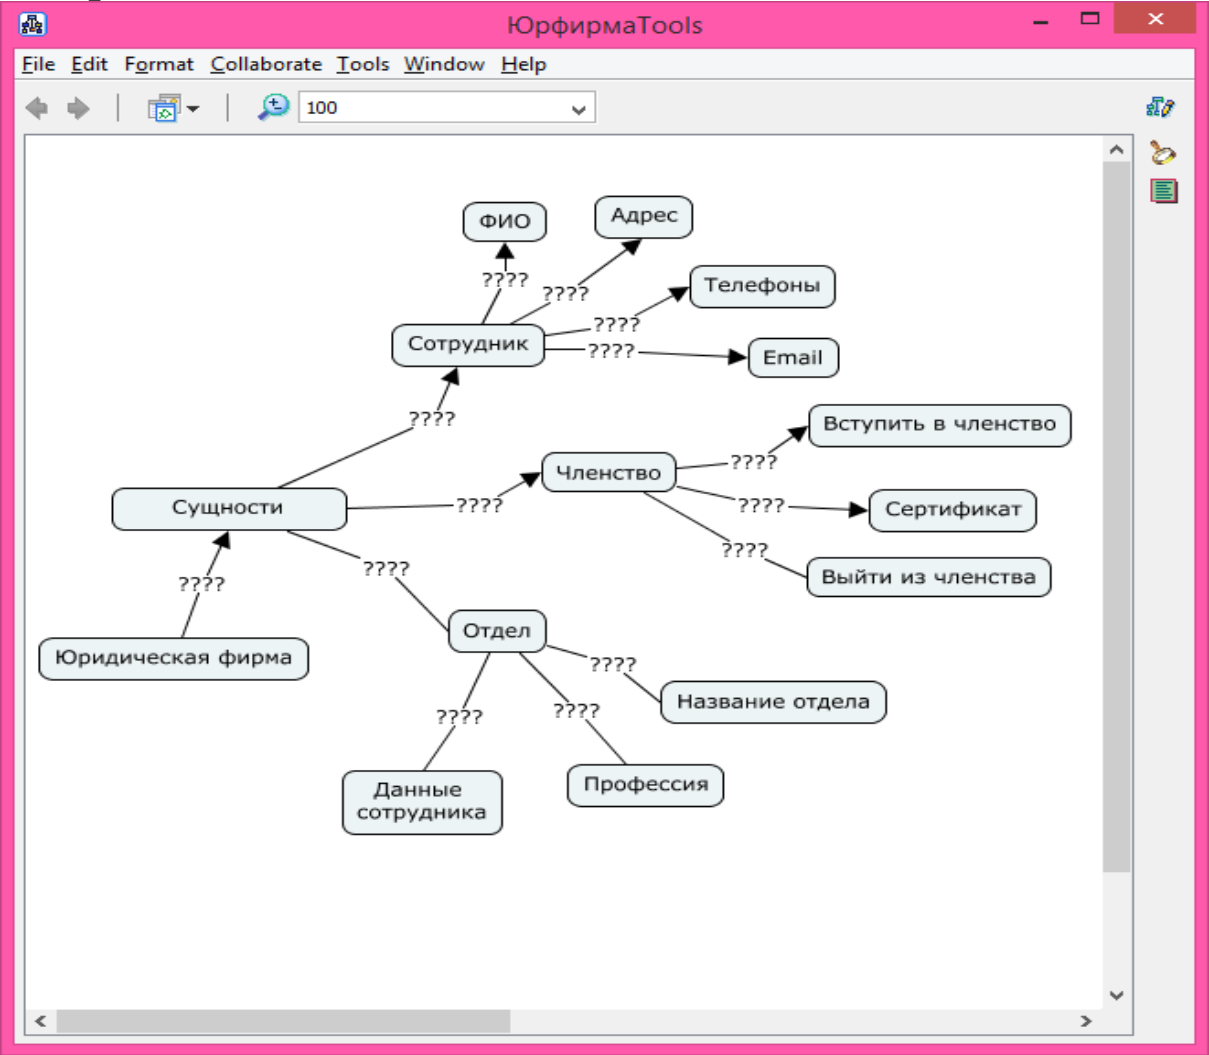 ЮрфирмаTools
File Edit Format Collaborate Tools Window Help
100
ФИО
Адрес
????
????
Телефоны
????
Сотрудник
????
Email
????
Вступить в членство
????
Членство
????
Сущности
????
Сертификат
????
????
Выйти из членства
????
????
Отдел
Юридическая фирма
????
Название отдела
????
????
Профессия
Данные
сотрудника